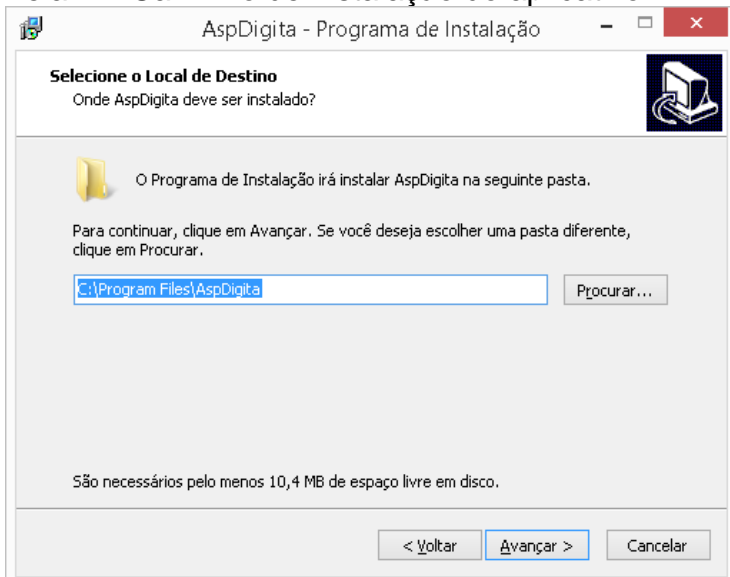 AspDigita - Programa de Instalação
Selecione o Local de Destino
Onde AspDigita deve ser instalado?
O Programa de Instalação irá instalar AspDigita na seguinte pasta.
Para continuar, clique em Avançar. Se você deseja escolher uma pasta diferente,
clique em Procurar.
C:\Program Files\AspDigita
Procurar...
São necessários pelo menos 10,4 MB de espaço livre em disco.
< Voltar Avançar > Cancelar